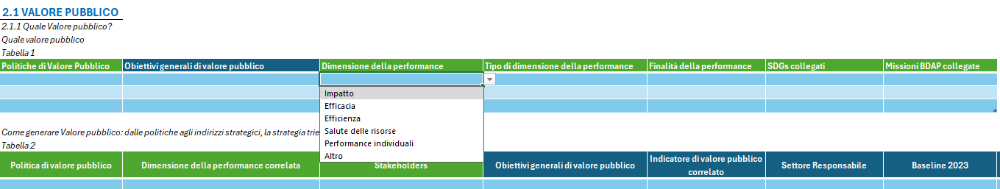 2.1 VALORE PUBBLICO
2.1.1 Quale Valore pubblico?
Quale valore pubblico
Tabella 1
Politiche di Valore Pubblico Obiettivi generali di valore pubblico Dimensione della performance Tipo di dimensione della performance Finalità della performance SDGs collegati Missioni BDAP collegate
Impatto
Efficacia
Efficienza
Salute delle risorse
Performance individuali
Altro
Come generare Valore pubblico: dalle politiche agli indirizzi strategici, la strategia trie
Tabella 2
Politica di valore pubblico Dimensione della performance correlata Stakeholders Obiettivi generali di valore pubblico Indicatore di valore pubblico correlato Settore Responsabile Baseline 2023